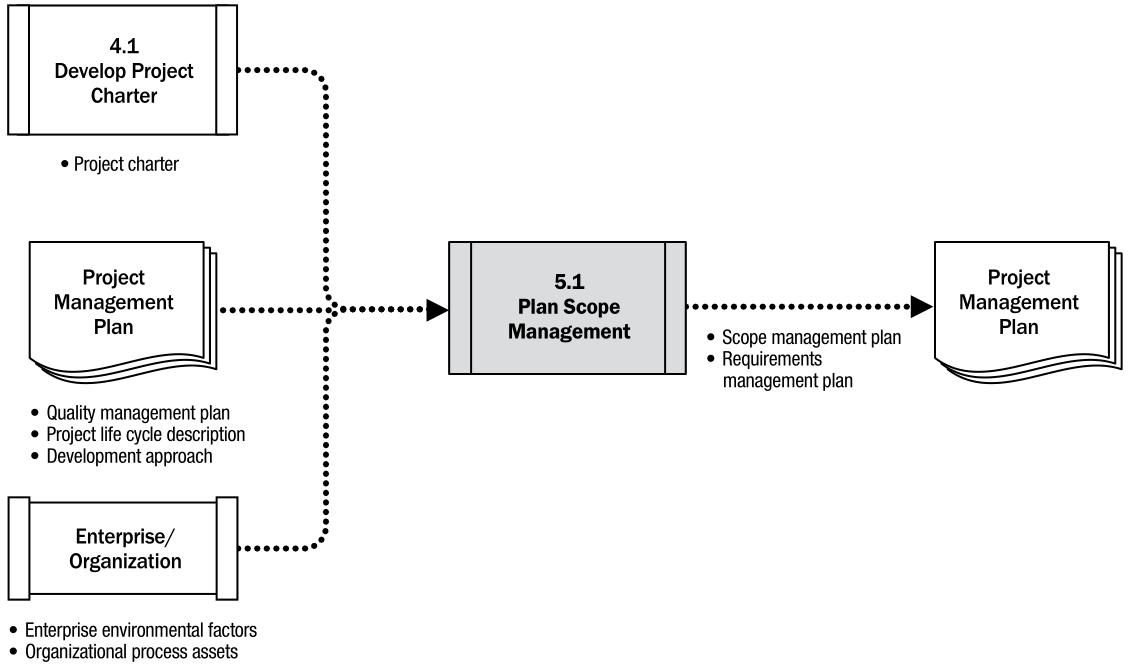 4.1
Develop Project
Charter
• Project charter
Project
Management
Plan
• Quality management plan
• Project life cycle description
• Development approach
Enterprise/
Organization
• Enterprise environmental factors
• Organizational process assets
5.1
Plan Scope
Management
• Scope management plan
• Requirements
management plan
Project
Management
Plan